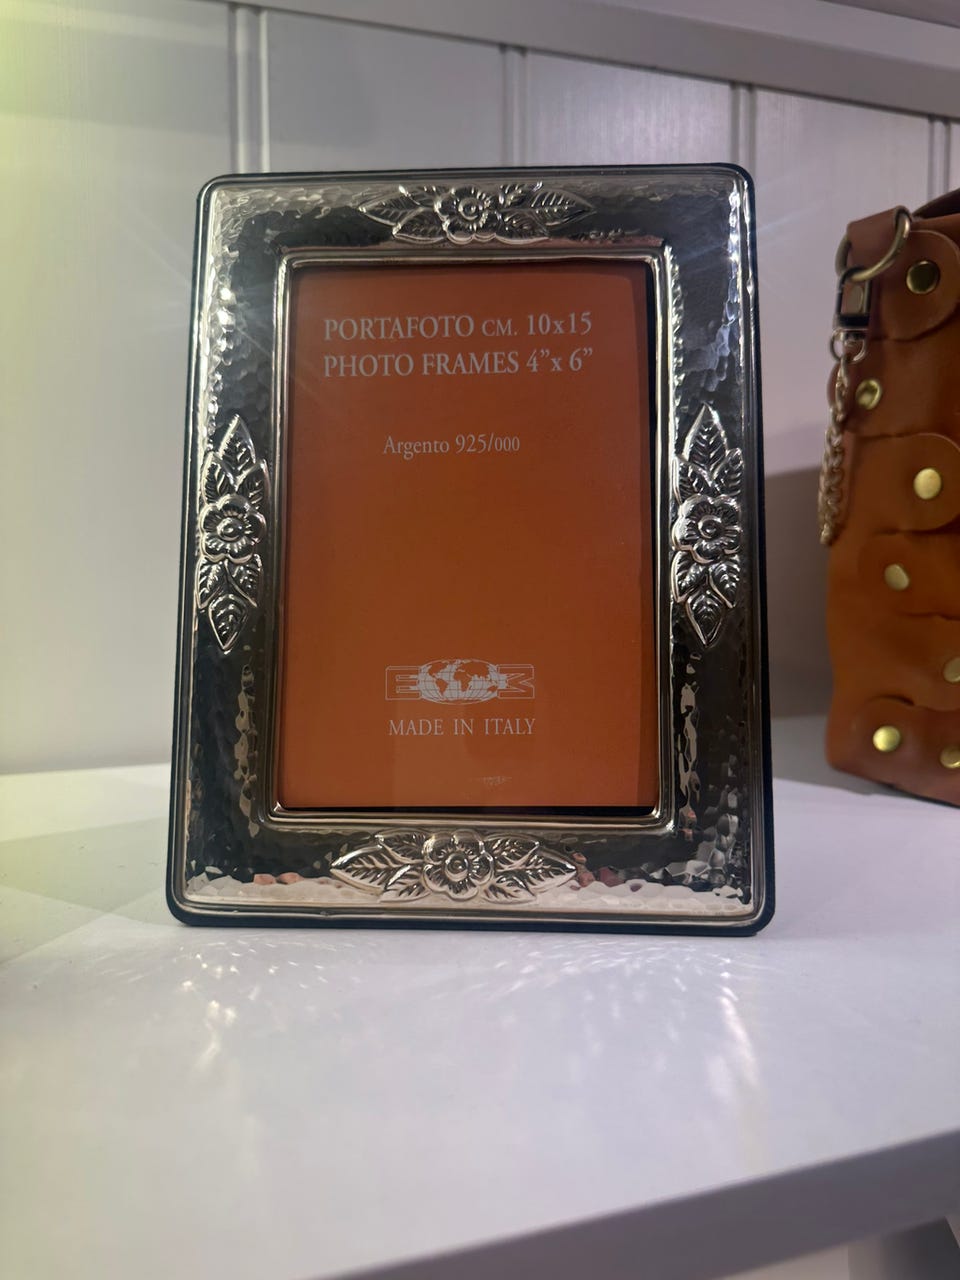 PORTAFOTO CM. 10x15
PHOTO FRAMES 4”x 6”
Argento 925/000
MADE IN ITALY